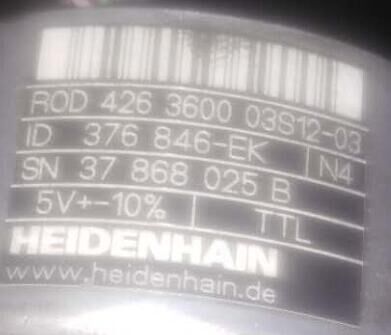 ROD 426 3600 03S12-03
ID 376 846-EK N4
SN 37 868 025 B
5V+-10% TTL
HEIDENHAIN
www.heidenhain.de